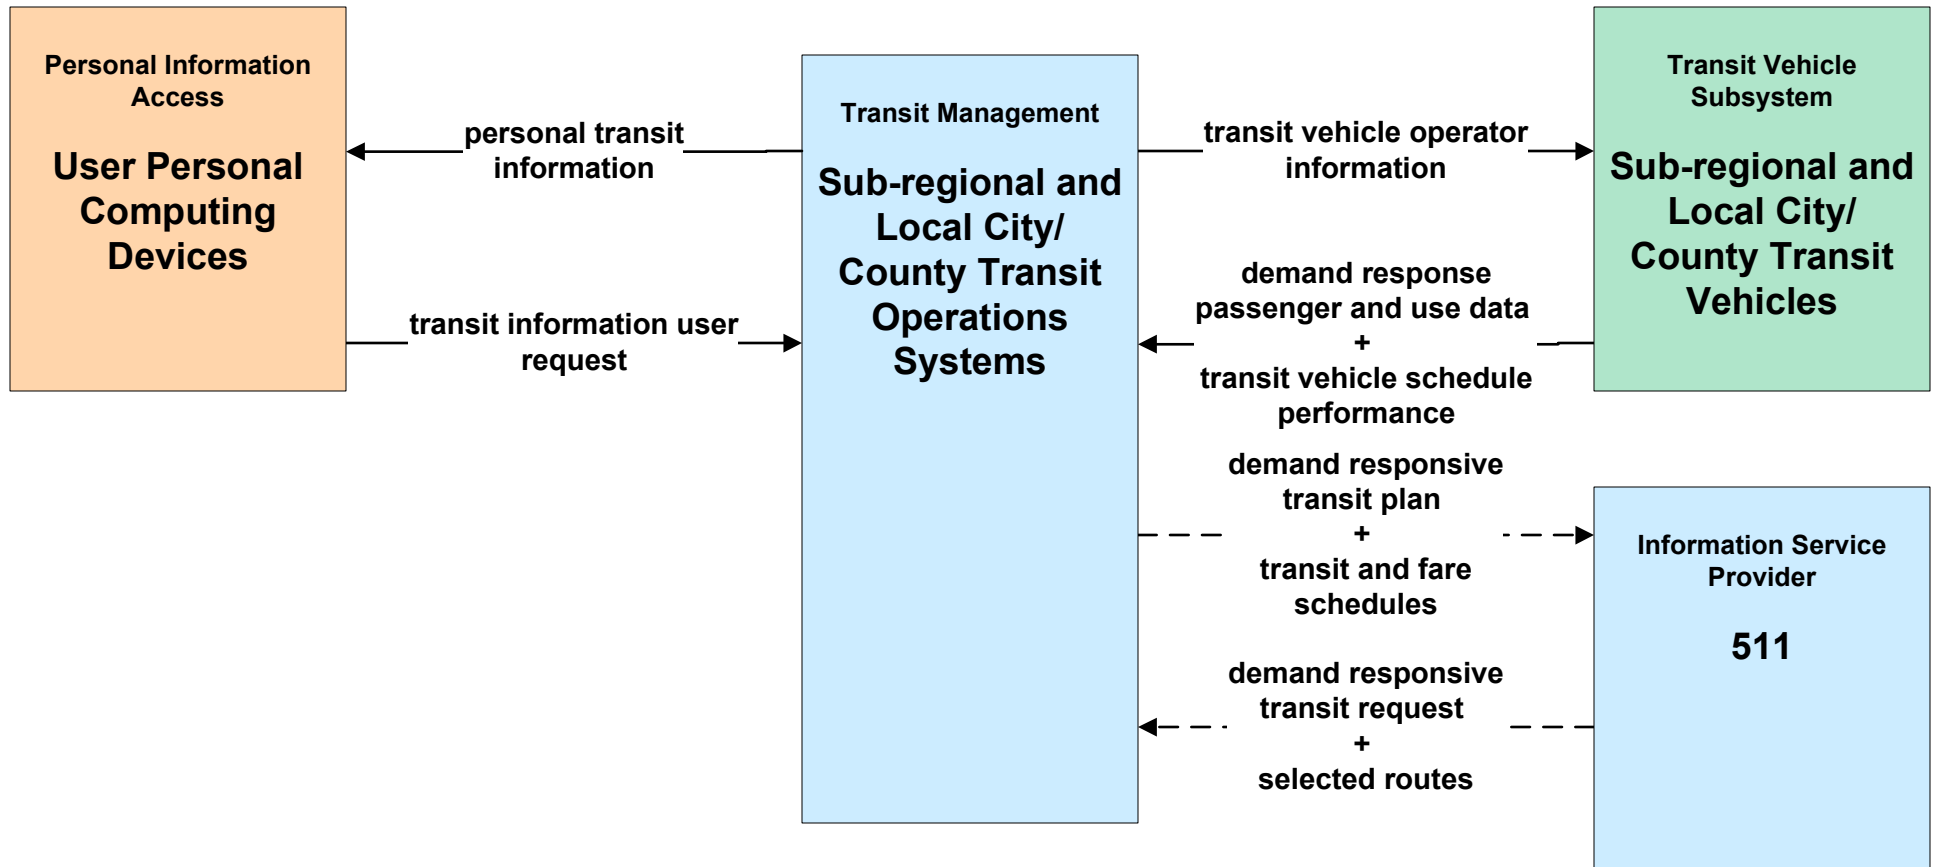 Personal Information
Access
User Personal
Computing
Devices
personal transit
information
transit information user
request
Transit Management
Sub-regional and
Local City/
County Transit
Operations
Systems
transit vehicle operator
information
demand response
passenger and use data
+
transit vehicle schedule
performance
demand responsive
transit plan
+
transit and fare
schedules
demand responsive
transit request
+
selected routes
Transit Vehicle
Subsystem
Sub-regional and
Local City/
County Transit
Vehicles
Information Service
Provider
511